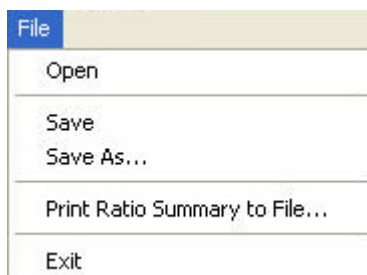 File
Open
Save
Save As...
Print Ratio Summary to File...
Exit